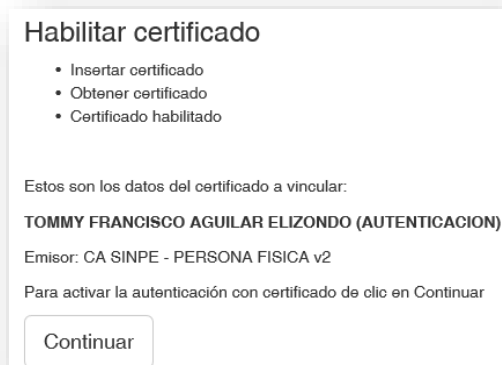 Habilitar certificado
• Insertar certificado
• Obtener certificado
• Certificado habilitado
Estos son los datos del certificado a vincular:
TOMMY FRANCISCO AGUILAR ELIZONDO (AUTENTICACION)
Emisor: CA SINPE - PERSONA FISICA v2
Para activar la autenticación con certificado de clic en Continuar
Continuar